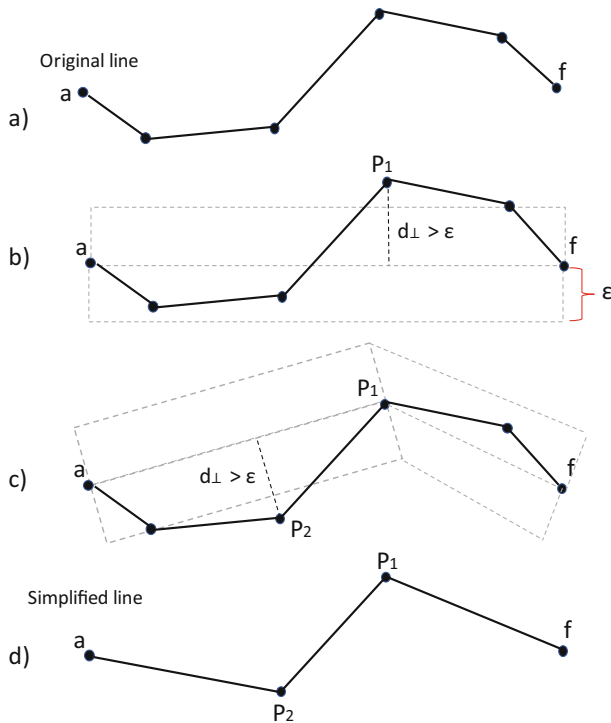 Original line
a
f
a)
P1
d⊥ > ε
a
f
b)
ε
P1
a
d⊥ > ε
f
c)
P2
P1
Simplified line
a
f
d)
P2